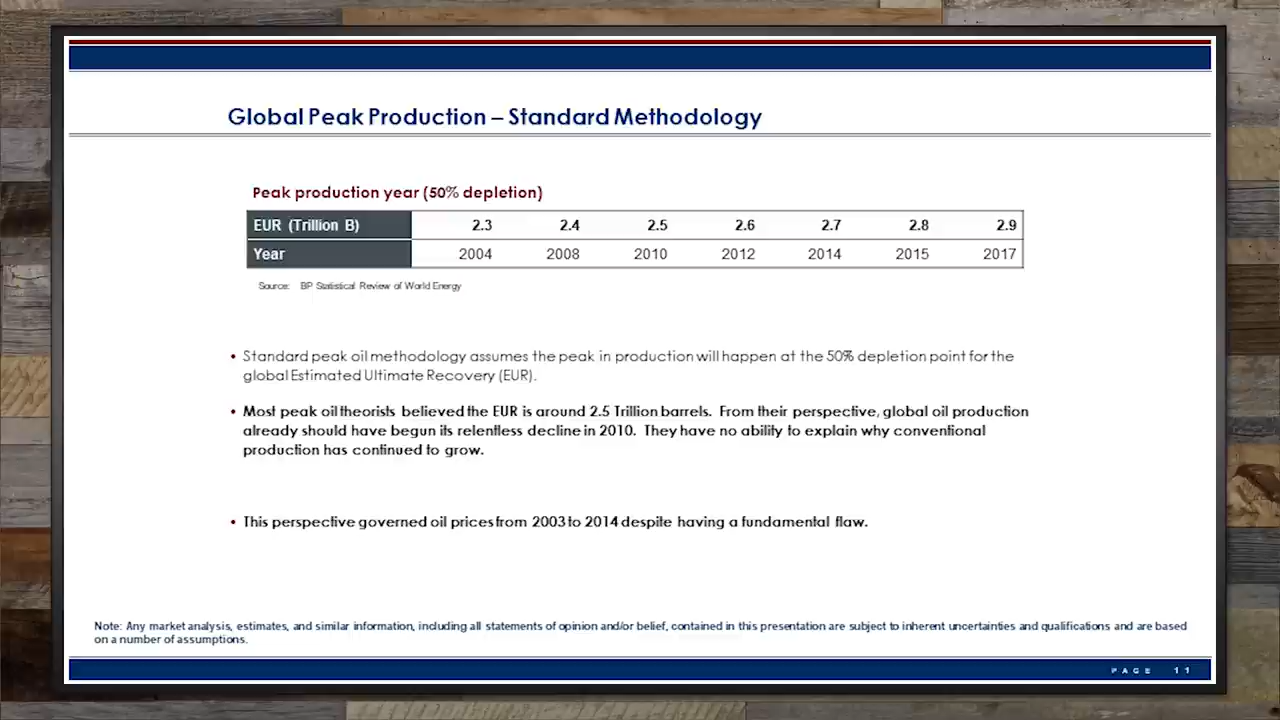 Global Peak Production – Standard Methodology
Peak production year (50% depletion)
EUR (Trillion B) 2.3 2.4 2.5 2.6 2.7 2.8 2.9
Year 2004 2008 2010 2012 2014 2015 2017
Source: BP Statistical Review of World Energy
• Standard peak oil methodology assumes the peak in production will happen at the 50% depletion point for the
global Estimated Ultimate Recovery (EUR).
• Most peak oil theorists believed the EUR is around 2.5 Trillion barrels. From their perspective, global oil production
already should have begun its relentless decline in 2010. They have no ability to explain why conventional
production has continued to grow.
• This perspective governed oil prices from 2003 to 2014 despite having a fundamental flaw.
Note: Any market analysis, estimates, and similar information, including all statements of opinion and/or belief, contained in this presentation are subject to inherent uncertainties and qualifications and are based
on a number of assumptions.
PAGE 11